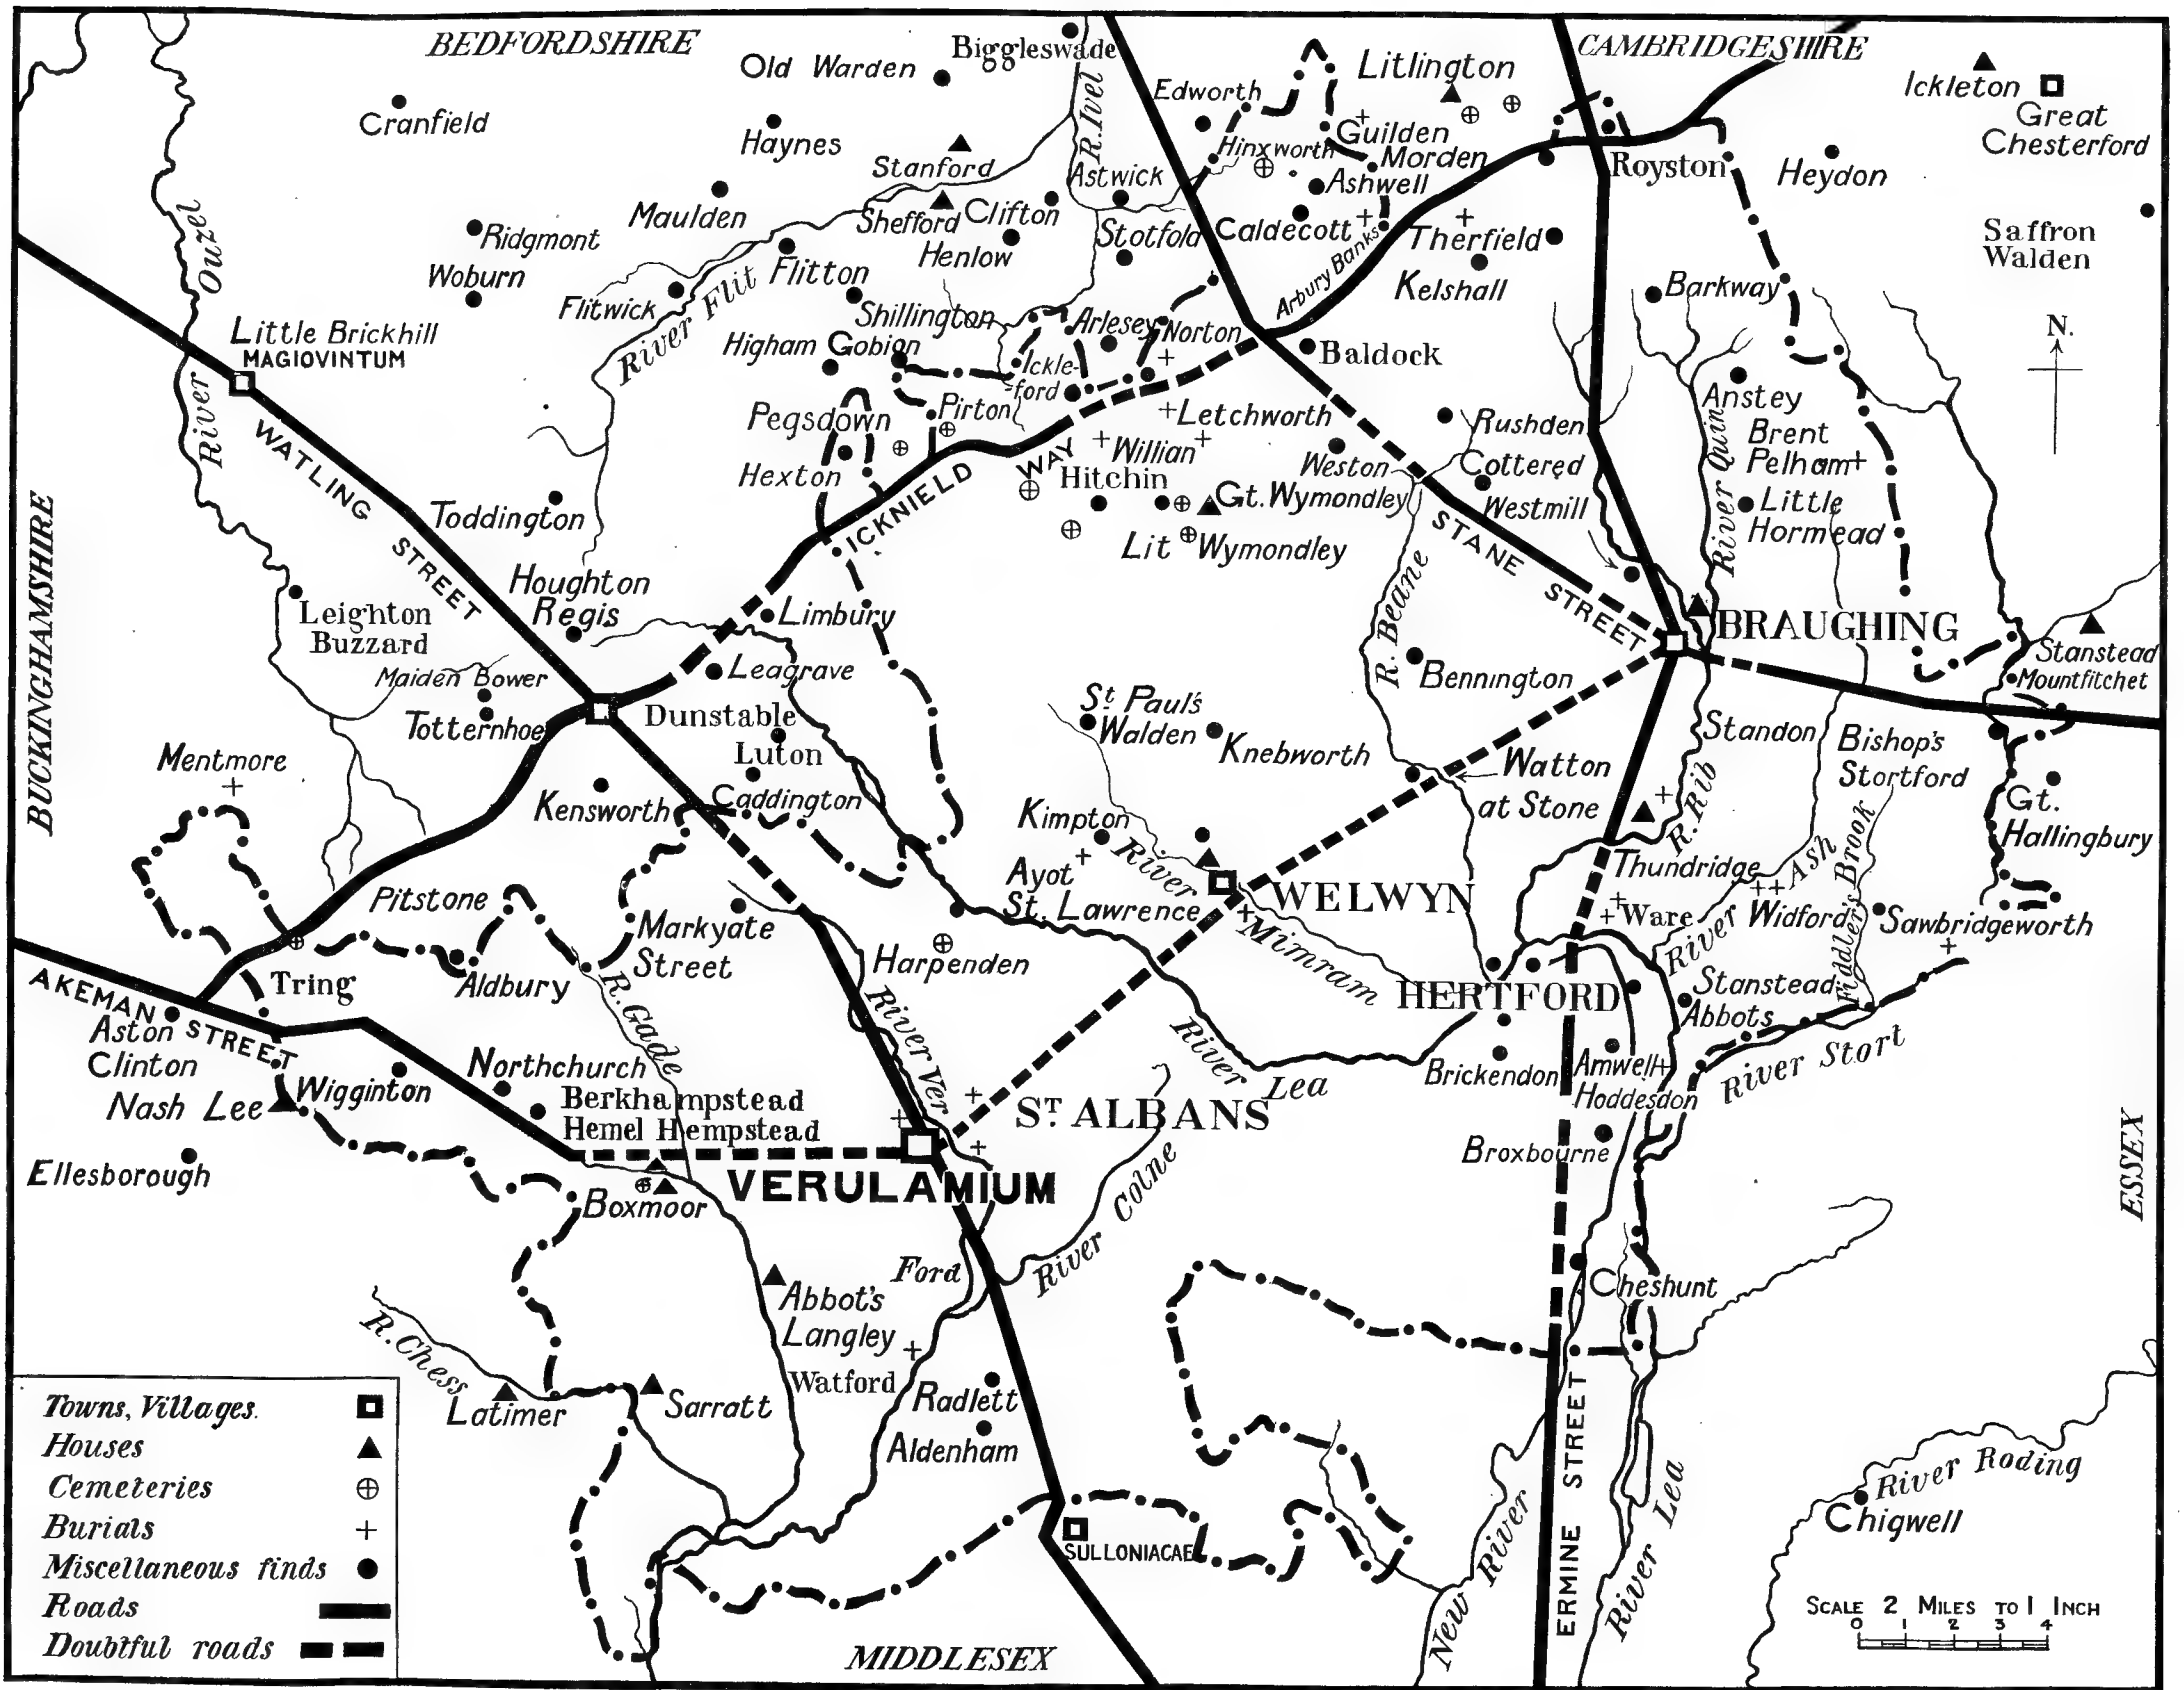 BEDFORDSHIRE
CAMBRIDGESHIRE
Biggleswade
Old Warden
Litlington
Ickleton
Great
Chesterford
Cranfield
Haynes
Edworth
R. Ivel
Stanford
Hinxworth
Guilden
Morden
Royston
Heydon
Astwick
Ashwell
Maulden
Shefford
Clifton
Henlow
Stotfold
Caldecott
Therfield
Saffron
Walden
Ridgmont
Woburn
Flitton
Flitwick
River Flit
Arbury Banks
Kelshall
Barkway
N.
River Ouzel
Little Brickhill
MAGIOVINTUM
Shillington
Higham Gobion
Arlesey
Norton
Ickle-
ford
Baldock
Pegsdown
Pirton
Letchworth
Rushden
Anstey
Brent
Pelham
River Quin
WATLING STREET
Hexton
ICKNIELD WAY
Willian
Hitchin
Weston
Cottered
Little
Hormead
Toddington
Gt. Wymondley
Westmill
Lit Wymondley
STANE STREET
BUCKINGHAMSHIRE
Houghton
Regis
Limbury
R. Beane
BRAUGHING
Leighton
Buzzard
Maiden Bower
Leagrave
Bennington
Stanstead
Mountfitchet
Totternhoe
Dunstable
Luton
St. Paul's
Walden
Knebworth
Standon
Bishop's
Stortford
Mentmore
Watton
at Stone
R. Rib
Kensworth
Caddington
Kimpton
Gt.
Hallingbury
River Mimram
Ayot
St. Lawrence
WELWYN
Thundridge
River Ash
Fiddler's Brook
Pitstone
Markyate
Street
Ware
Widford
Sawbridgeworth
Harpenden
Tring
Aldbury
R. Gade
HERTFORD
Stanstead
Abbots
AKEMAN STREET
Aston
Clinton
River Ver
River Lea
Brickendon
Amwell
Hoddesdon
River Stort
Northchurch
Nash Lee
Wigginton
Berkhampstead
Hemel Hempstead
ST. ALBANS
Ellesborough
Broxbourne
ESSEX
VERULAMIUM
Boxmoor
River Colne
Ford
Abbot's
Langley
Cheshunt
R. Chess
Latimer
Sarratt
Watford
Radlett
Aldenham
ERMINE STREET
SULLONIACAE
New River
River Lea
River Roding
Chigwell
MIDDLESEX
Towns, Villages.
Houses
Cemeteries
Burials
Miscellaneous finds
Roads
Doubtful roads
SCALE 2 MILES TO 1 INCH
0 1 2 3 4